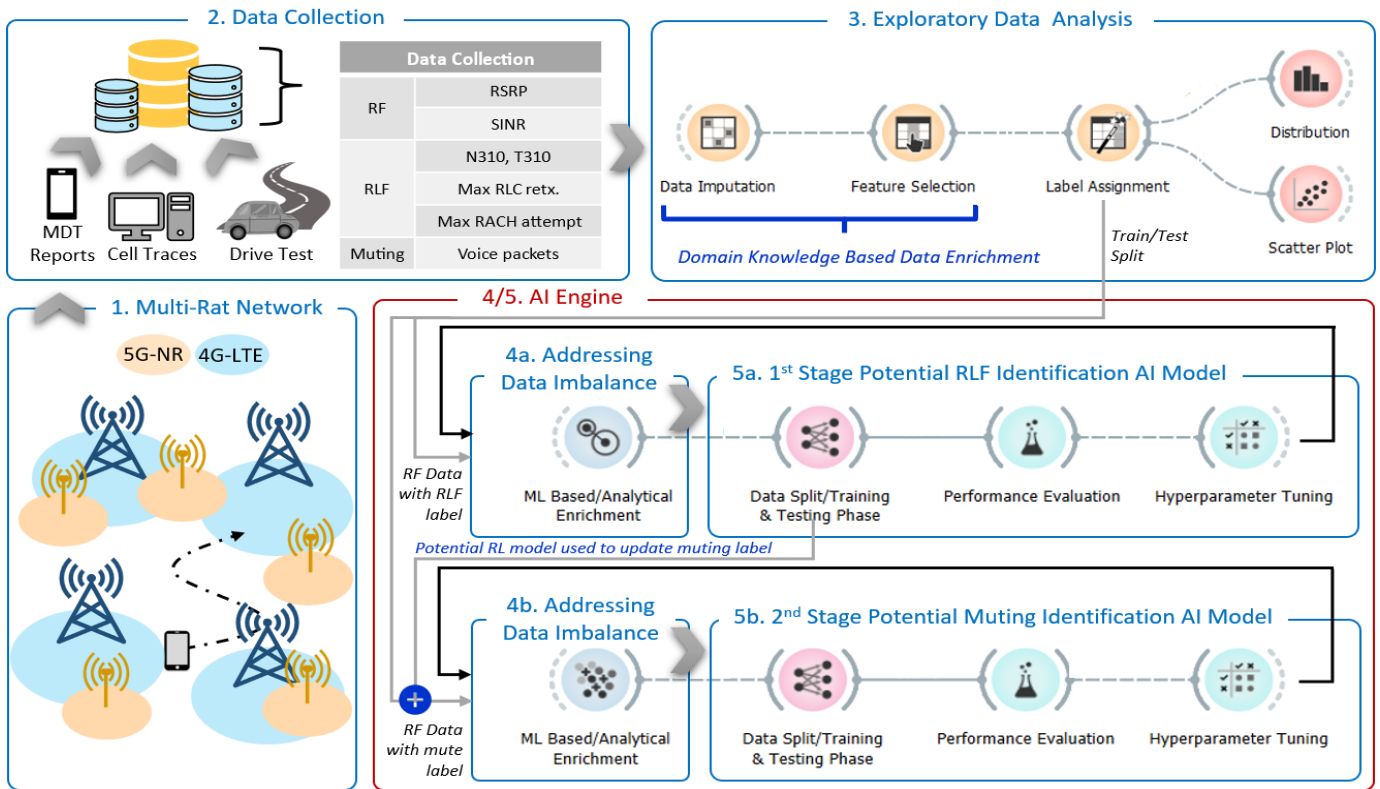 2. Data Collection
Data Collection
RF
RSRP
SINR
RLF
N310, T310
Max RLC retx.
Max RACH attempt
Muting
Voice packets
MDT
Reports
Cell Traces
Drive Test
3. Exploratory Data Analysis
Data Imputation
Feature Selection
Label Assignment
Distribution
Scatter Plot
Domain Knowledge Based Data Enrichment
Train/Test
Split
1. Multi-Rat Network
5G-NR
4G-LTE
4/5. AI Engine
4a. Addressing
Data Imbalance
5a. 1st Stage Potential RLF Identification AI Model
RF Data
with RLF
label
ML Based/Analytical
Enrichment
Data Split/Training
& Testing Phase
Performance Evaluation
Hyperparameter Tuning
Potential RL model used to update muting label
4b. Addressing
Data Imbalance
5b. 2nd Stage Potential Muting Identification AI Model
+
RF Data
with mute
label
ML Based/Analytical
Enrichment
Data Split/Training
& Testing Phase
Performance Evaluation
Hyperparameter Tuning